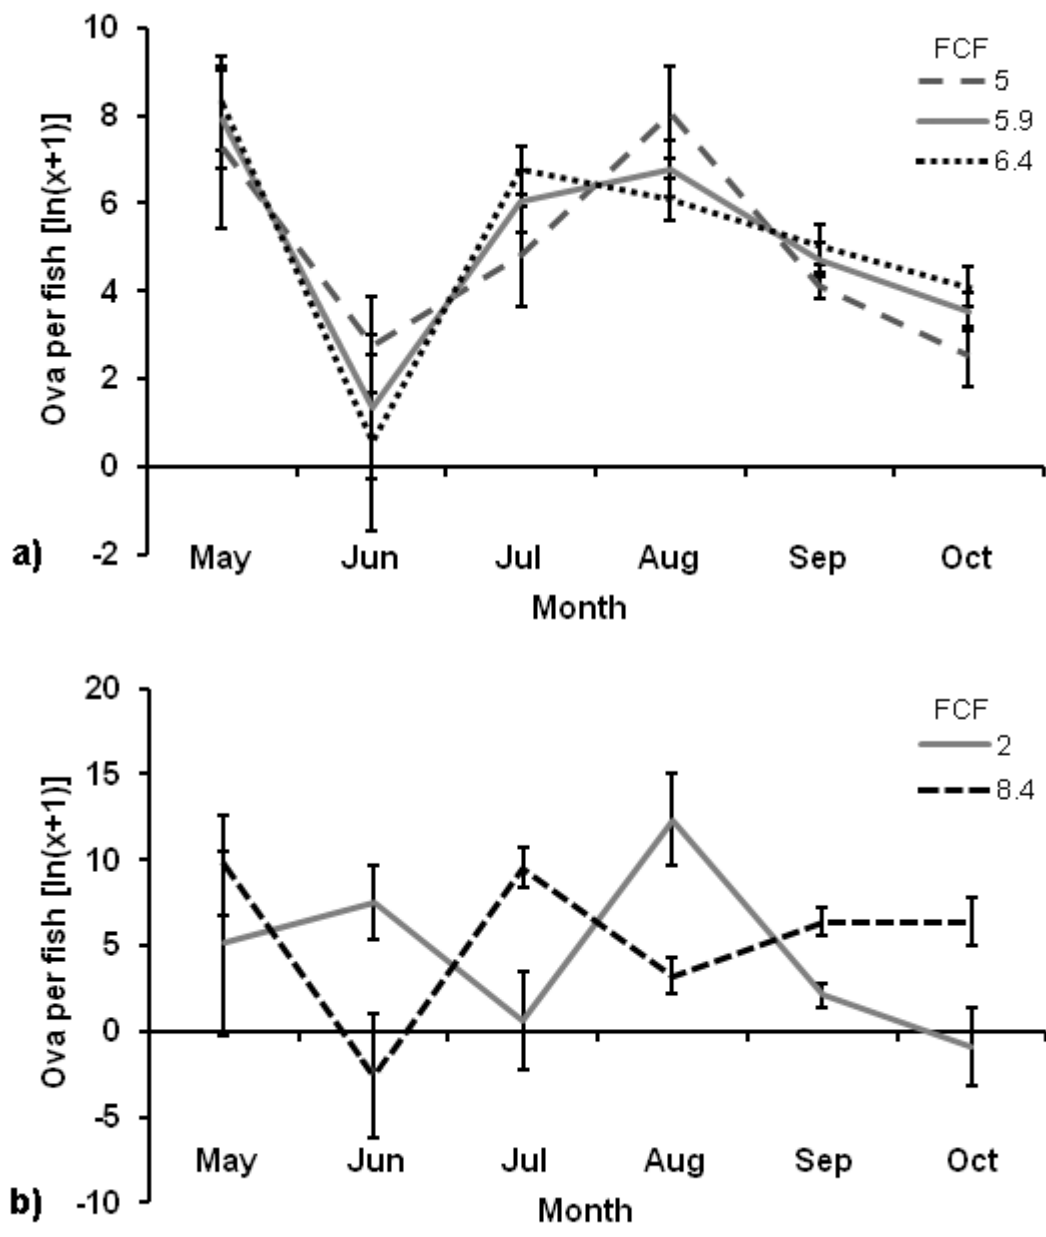 10
8
6
4
2
0
-2
Ova per fish [ln(x+1)]
FCF
5
5.9
6.4
a)
May Jun Jul Aug Sep Oct
Month
20
15
10
5
0
-5
-10
Ova per fish [ln(x+1)]
FCF
2
8.4
b)
May Jun Jul Aug Sep Oct
Month